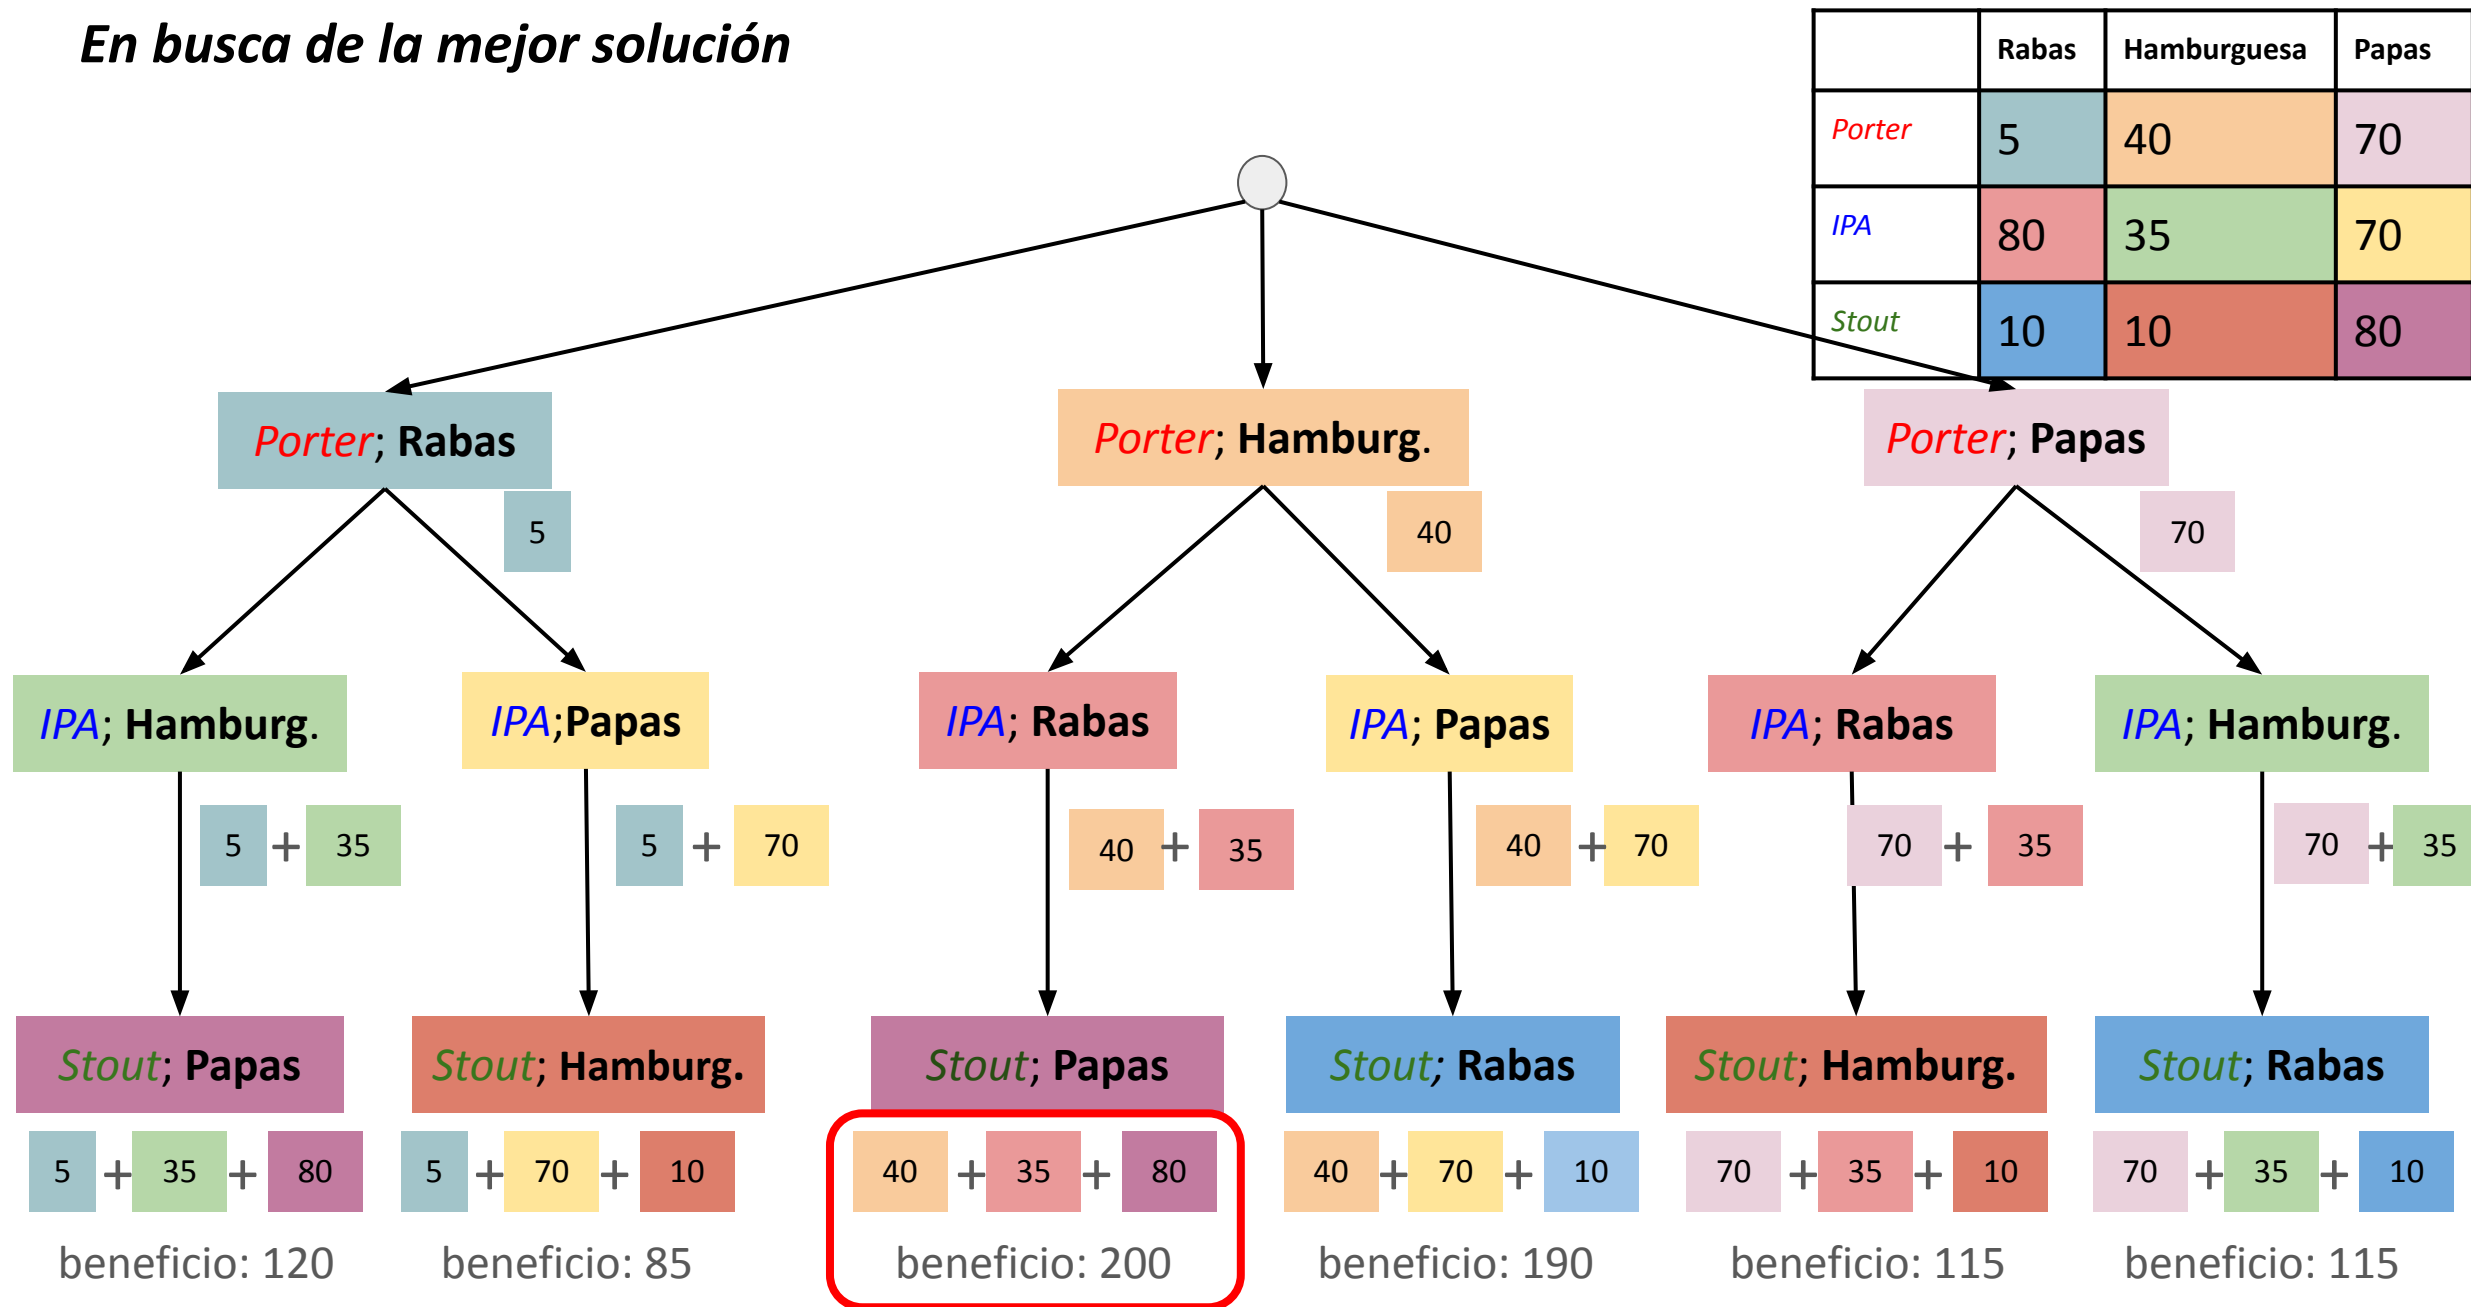 En busca de la mejor solución
Rabas Hamburguesa Papas
Porter 5 40 70
IPA 80 35 70
Stout 10 10 80
Porter; Rabas Porter; Hamburg. Porter; Papas
5 40 70
IPA; Hamburg. IPA;Papas IPA; Rabas IPA; Papas IPA; Rabas IPA; Hamburg.
5 + 35 5 + 70 40 + 35 40 + 70 70 + 35 70 + 35
Stout; Papas Stout; Hamburg. Stout; Papas Stout; Rabas Stout; Hamburg. Stout; Rabas
5 + 35 + 80 5 + 70 + 10 40 + 35 + 80 40 + 70 + 10 70 + 35 + 10 70 + 35 + 10
beneficio: 120 beneficio: 85 beneficio: 200 beneficio: 190 beneficio: 115 beneficio: 115